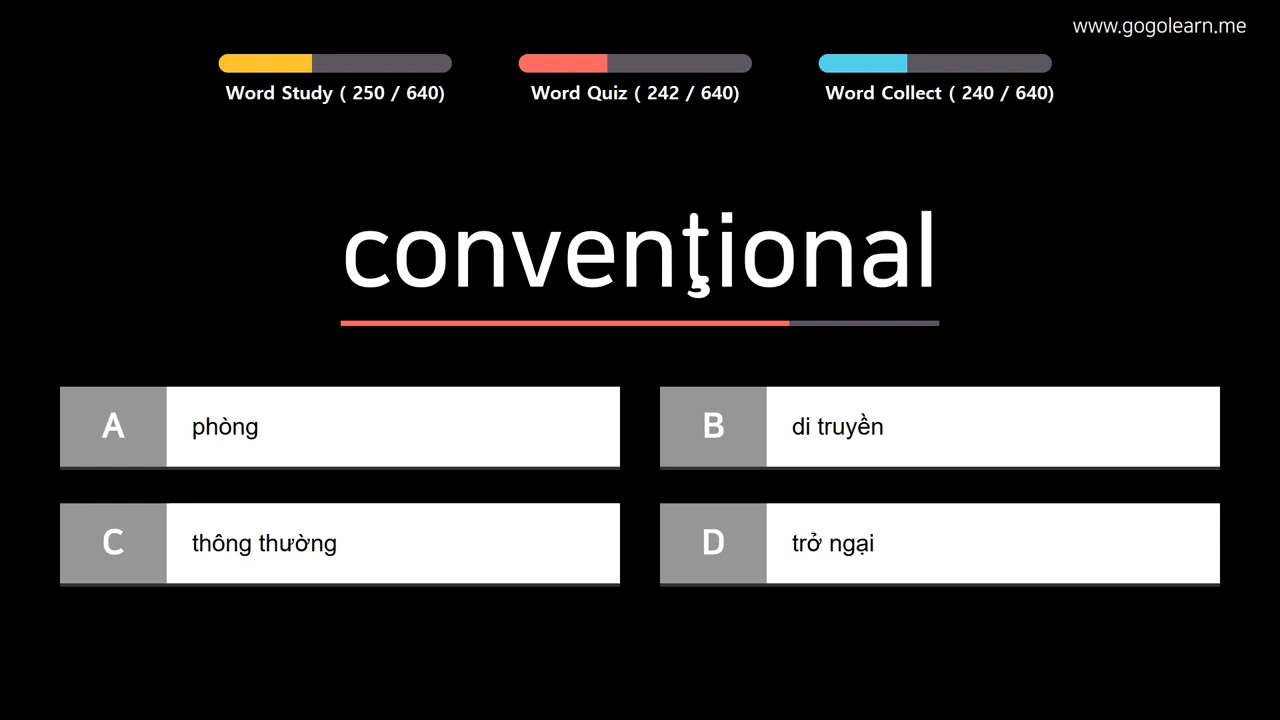 www.gogolearn.me
Word Study ( 250 / 640)
Word Quiz ( 242 / 640)
Word Collect ( 240 / 640)
convenţional
A phòng
B di truyền
C thông thường
D trở ngại